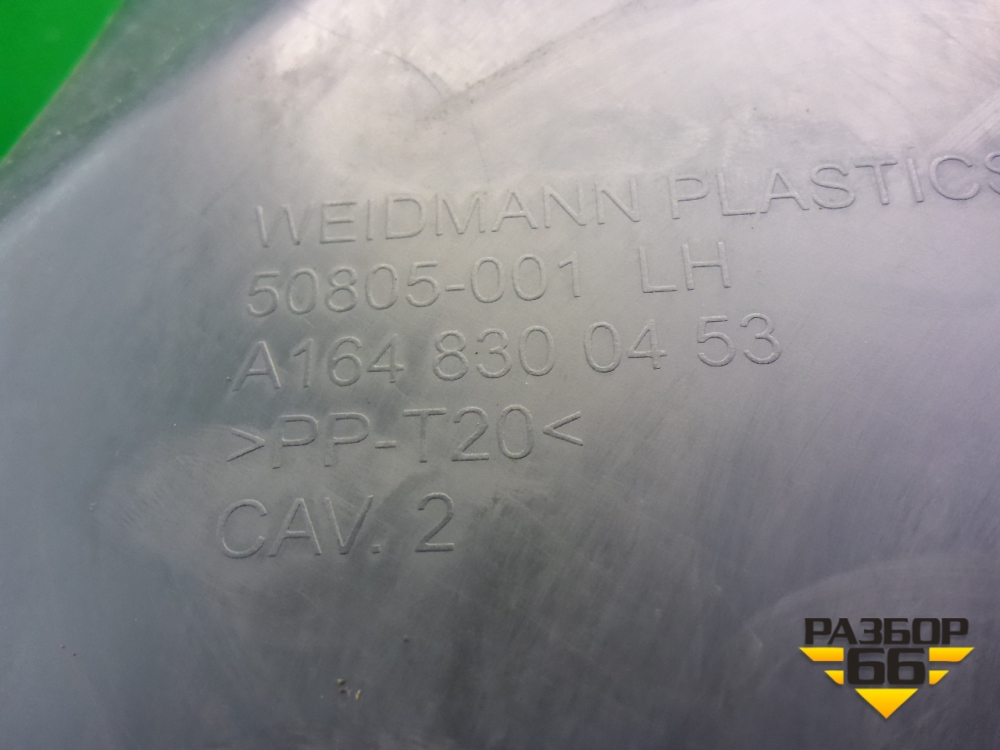 WEIDMANN PLASTICS
50805-001 LH
A164 830 04 53
>PP-T20<
CAV. 2
РАЗБОР
66